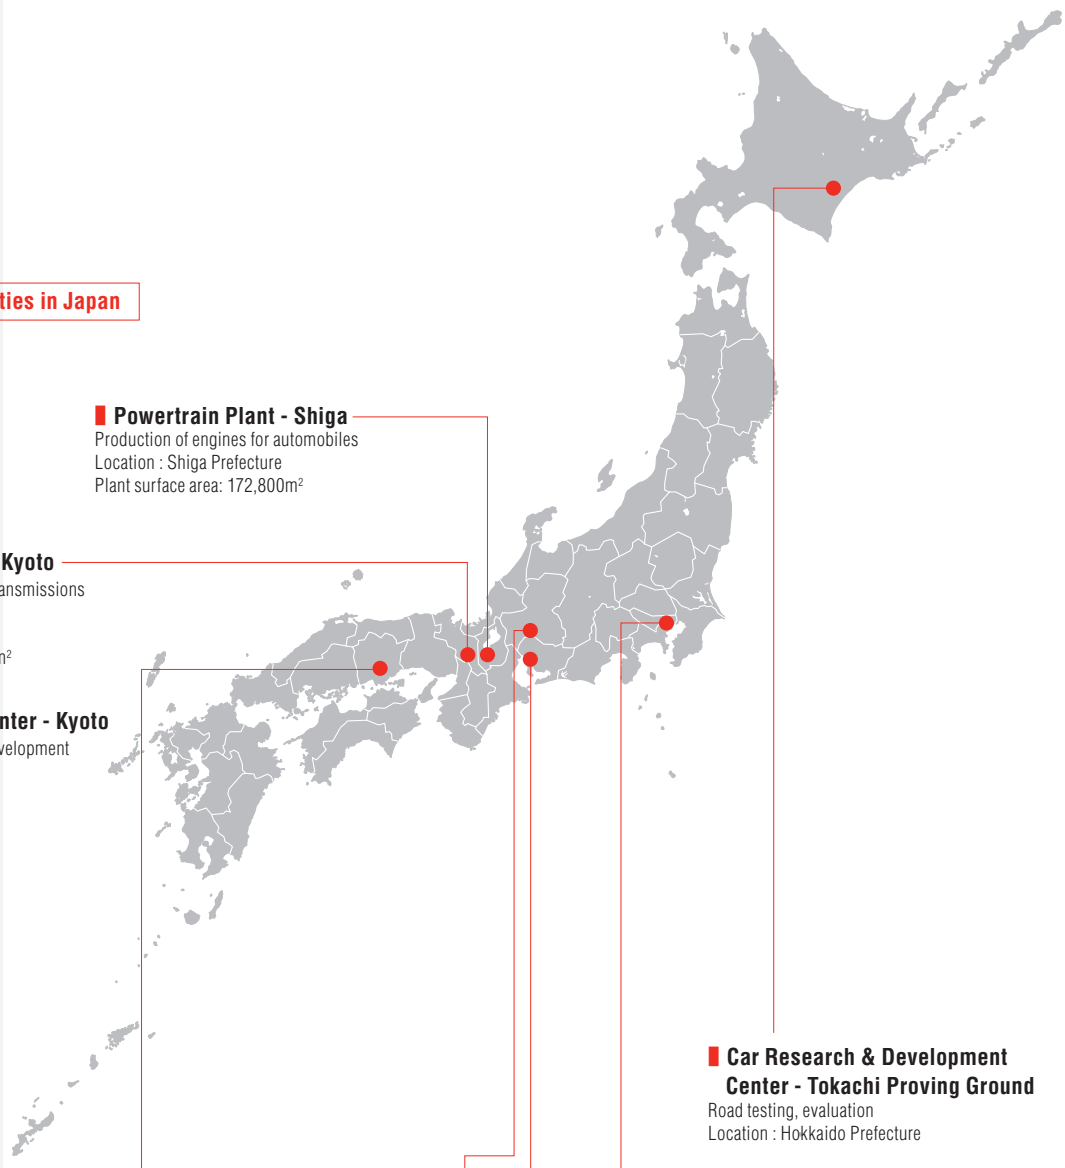 ties in Japan
Powertrain Plant - Shiga
Production of engines for automobiles
Location : Shiga Prefecture
Plant surface area: 172,800m²
Kyoto
ansmissions
m²
nter - Kyoto
velopment
Car Research & Development
Center - Tokachi Proving Ground
Road testing, evaluation
Location : Hokkaido Prefecture